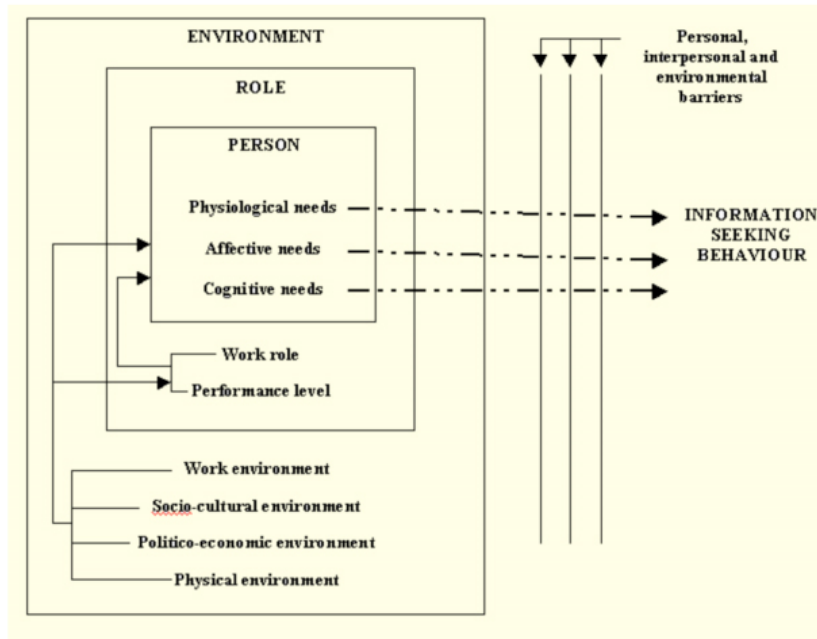 ENVIRONMENT
ROLE
PERSON
Physiological needs
Affective needs
Cognitive needs
Work role
Performance level
Work environment
Socio-cultural environment
Politico-economic environment
Physical environment
Personal,
interpersonal and
environmental
barriers
INFORMATION
SEEKING
BEHAVIOUR